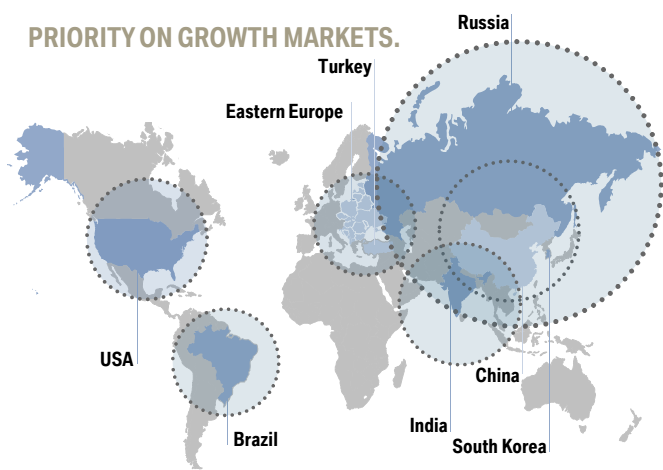 PRIORITY ON GROWTH MARKETS.
Russia
Turkey
Eastern Europe
USA
Brazil
China
India
South Korea